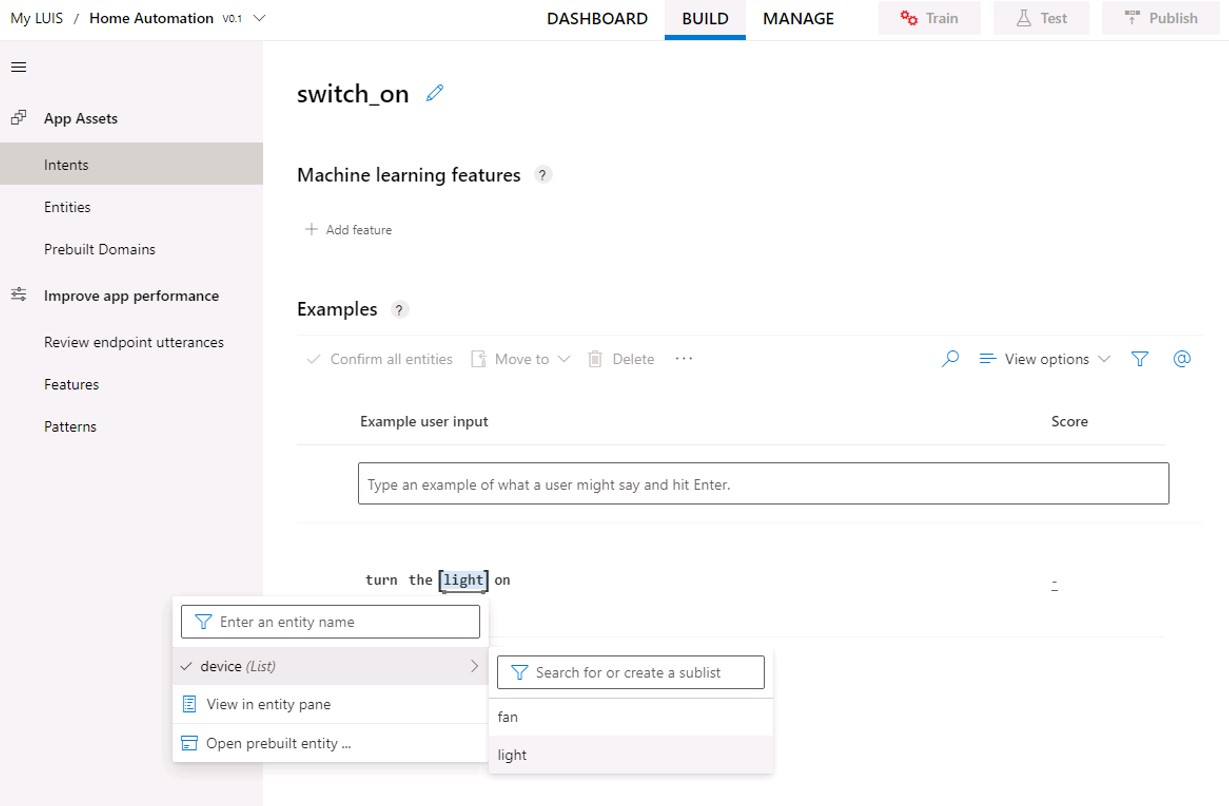 My LUIS / Home Automation V0.1
DASHBOARD BUILD MANAGE Train Test Publish
App Assets
Intents
Entities
Prebuilt Domains
Improve app performance
Review endpoint utterances
Features
Patterns
switch_on
Machine learning features ?
+ Add feature
Examples ?
Confirm all entities Move to Delete ... View options @
Example user input Score
Type an example of what a user might say and hit Enter.
turn the [light] on -
Enter an entity name
device (List)
View in entity pane
Open prebuilt entity ...
Search for or create a sublist
fan
light